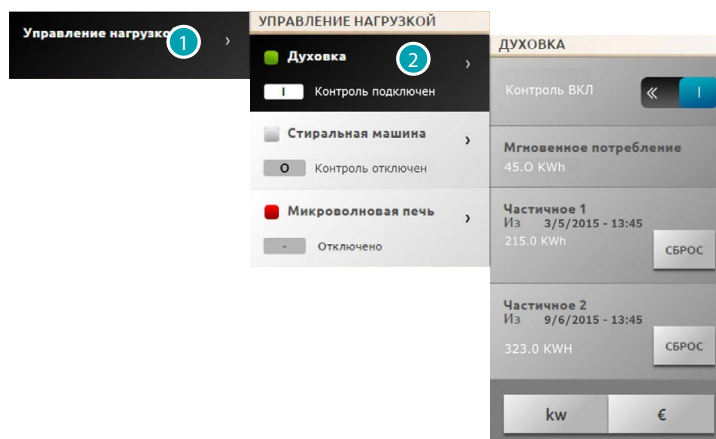 Управление нагрузко
1
›
УПРАВЛЕНИЕ НАГРУЗКОЙ
Духовка
2
›
I Контроль подключен
Стиральная машина ›
O Контроль отключен
Микроволновая печь ›
- Отключено
ДУХОВКА
Контроль ВКЛ « I
Мгновенное потребление
45.0 KWh
Частичное 1
Из 3/5/2015 - 13:45
215.0 KWh
СБРОС
Частичное 2
Из 9/6/2015 - 13:45
323.0 KWH
СБРОС
kw €